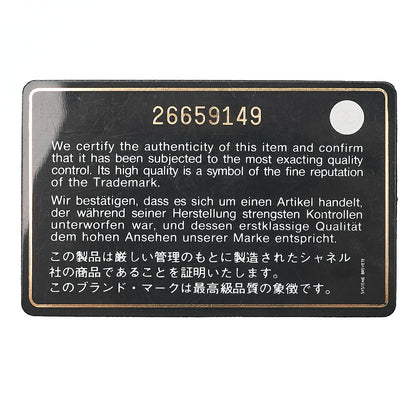 26659149
We certify the authenticity of this item and confirm
that it has been subjected to the most exacting quality
control. Its high quality is a symbol of the fine reputation
of the Trademark.
Wir bestätigen, dass es sich um einen Artikel handelt,
der während seiner Herstellung strengsten Kontrollen
unterworfen war, und dessen erstklassige Qualität
dem hohen Ansehen unserer Marke entspricht.
この製品は厳しい管理のもとに製造されたシャネル
社の商品であることを証明いたします。
このブランド・マークは最高級品質の象徴です。